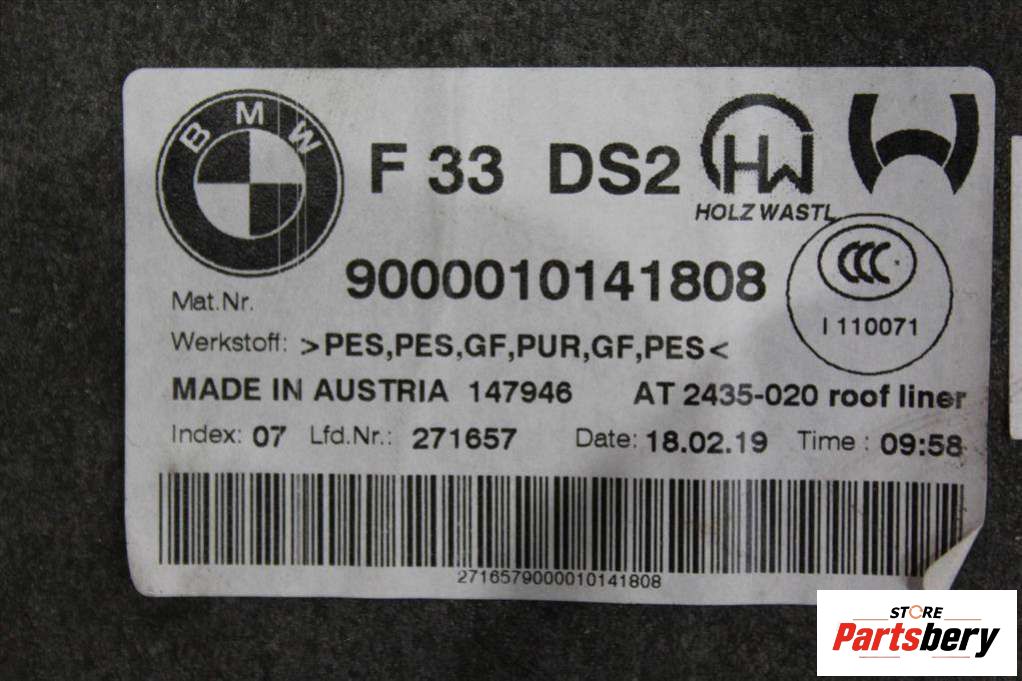 BMW
F 33 DS2
HW
HOLZ WASTL
CCC
I 110071
Mat.Nr. 9000010141808
Werkstoff: >PES,PES,GF,PUR,GF,PES<
MADE IN AUSTRIA 147946 AT 2435-020 roof liner
Index: 07 Lfd.Nr.: 271657 Date: 18.02.19 Time : 09:58
2716579000010141808
STORE
Partsbery